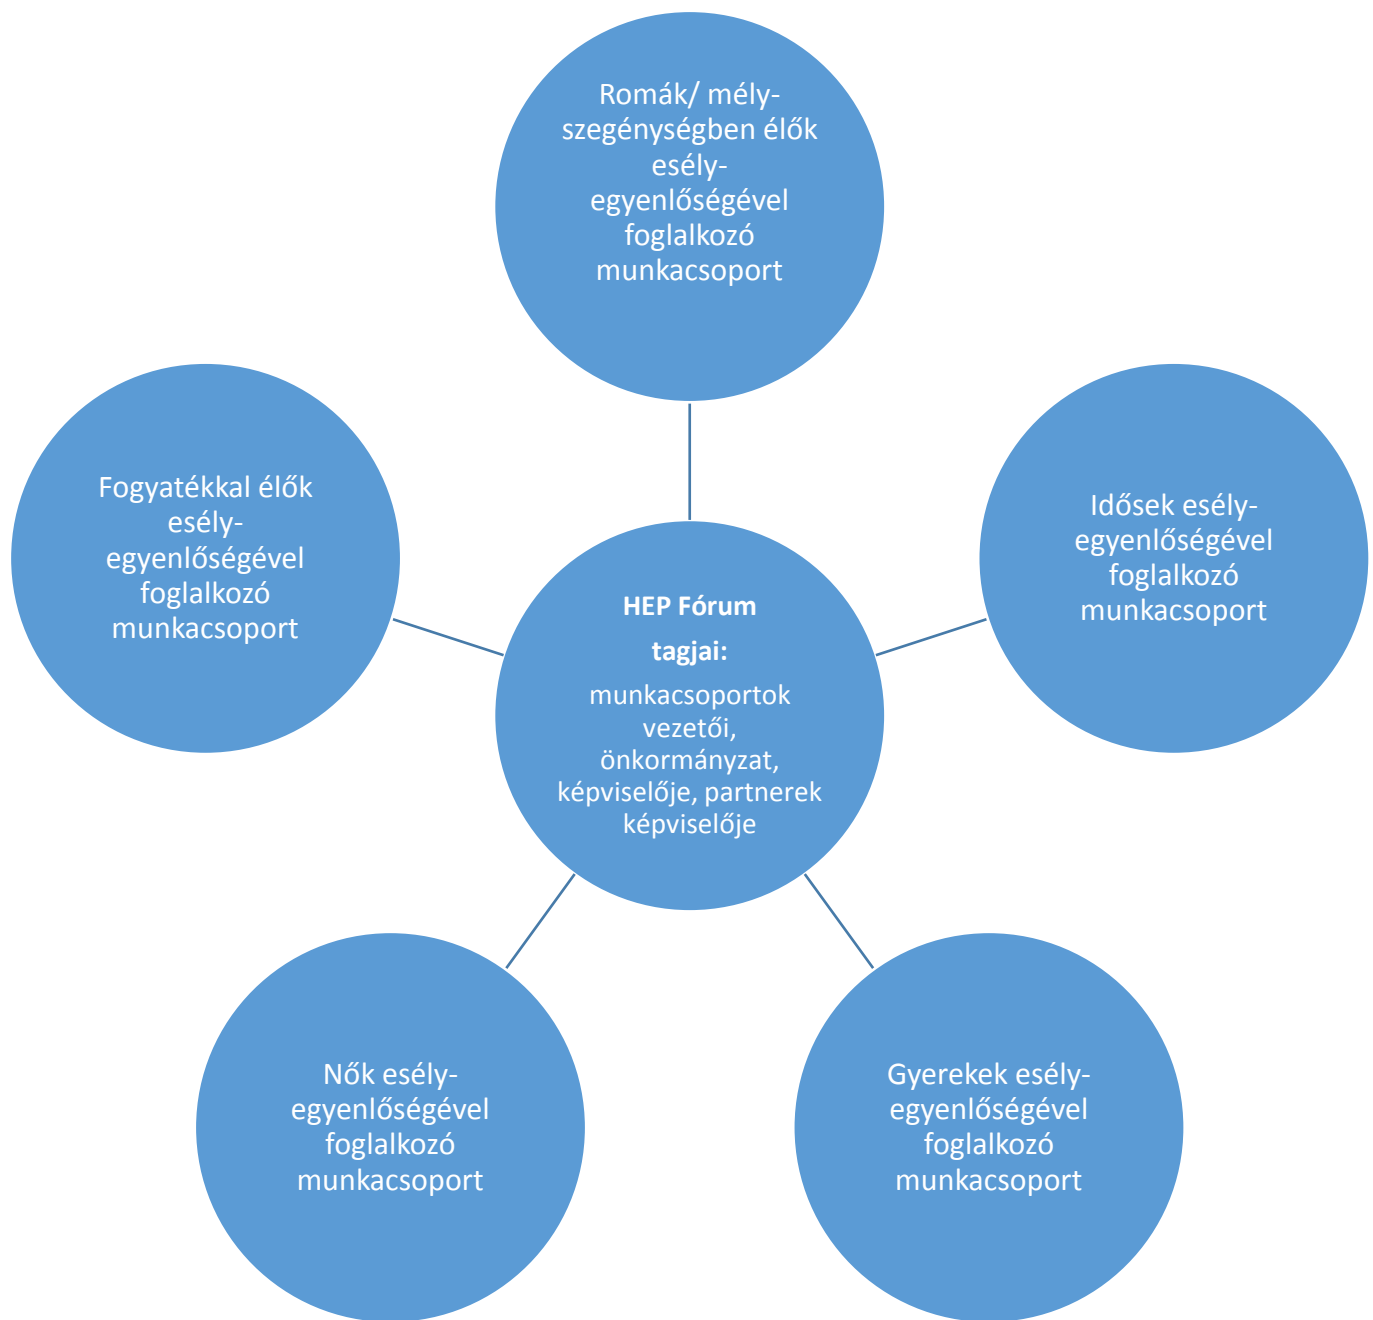 Romák/ mély-
szegénységben élők
esély-
egyenlőségével
foglalkozó
munkacsoport
Fogyatékkal élők
esély-
egyenlőségével
foglalkozó
munkacsoport
Idősek esély-
egyenlőségével
foglalkozó
munkacsoport
HEP Fórum
tagjai:
munkacsoportok
vezetői,
önkormányzat,
képviselője, partnerek
képviselője
Nők esély-
egyenlőségével
foglalkozó
munkacsoport
Gyerekek esély-
egyenlőségével
foglalkozó
munkacsoport